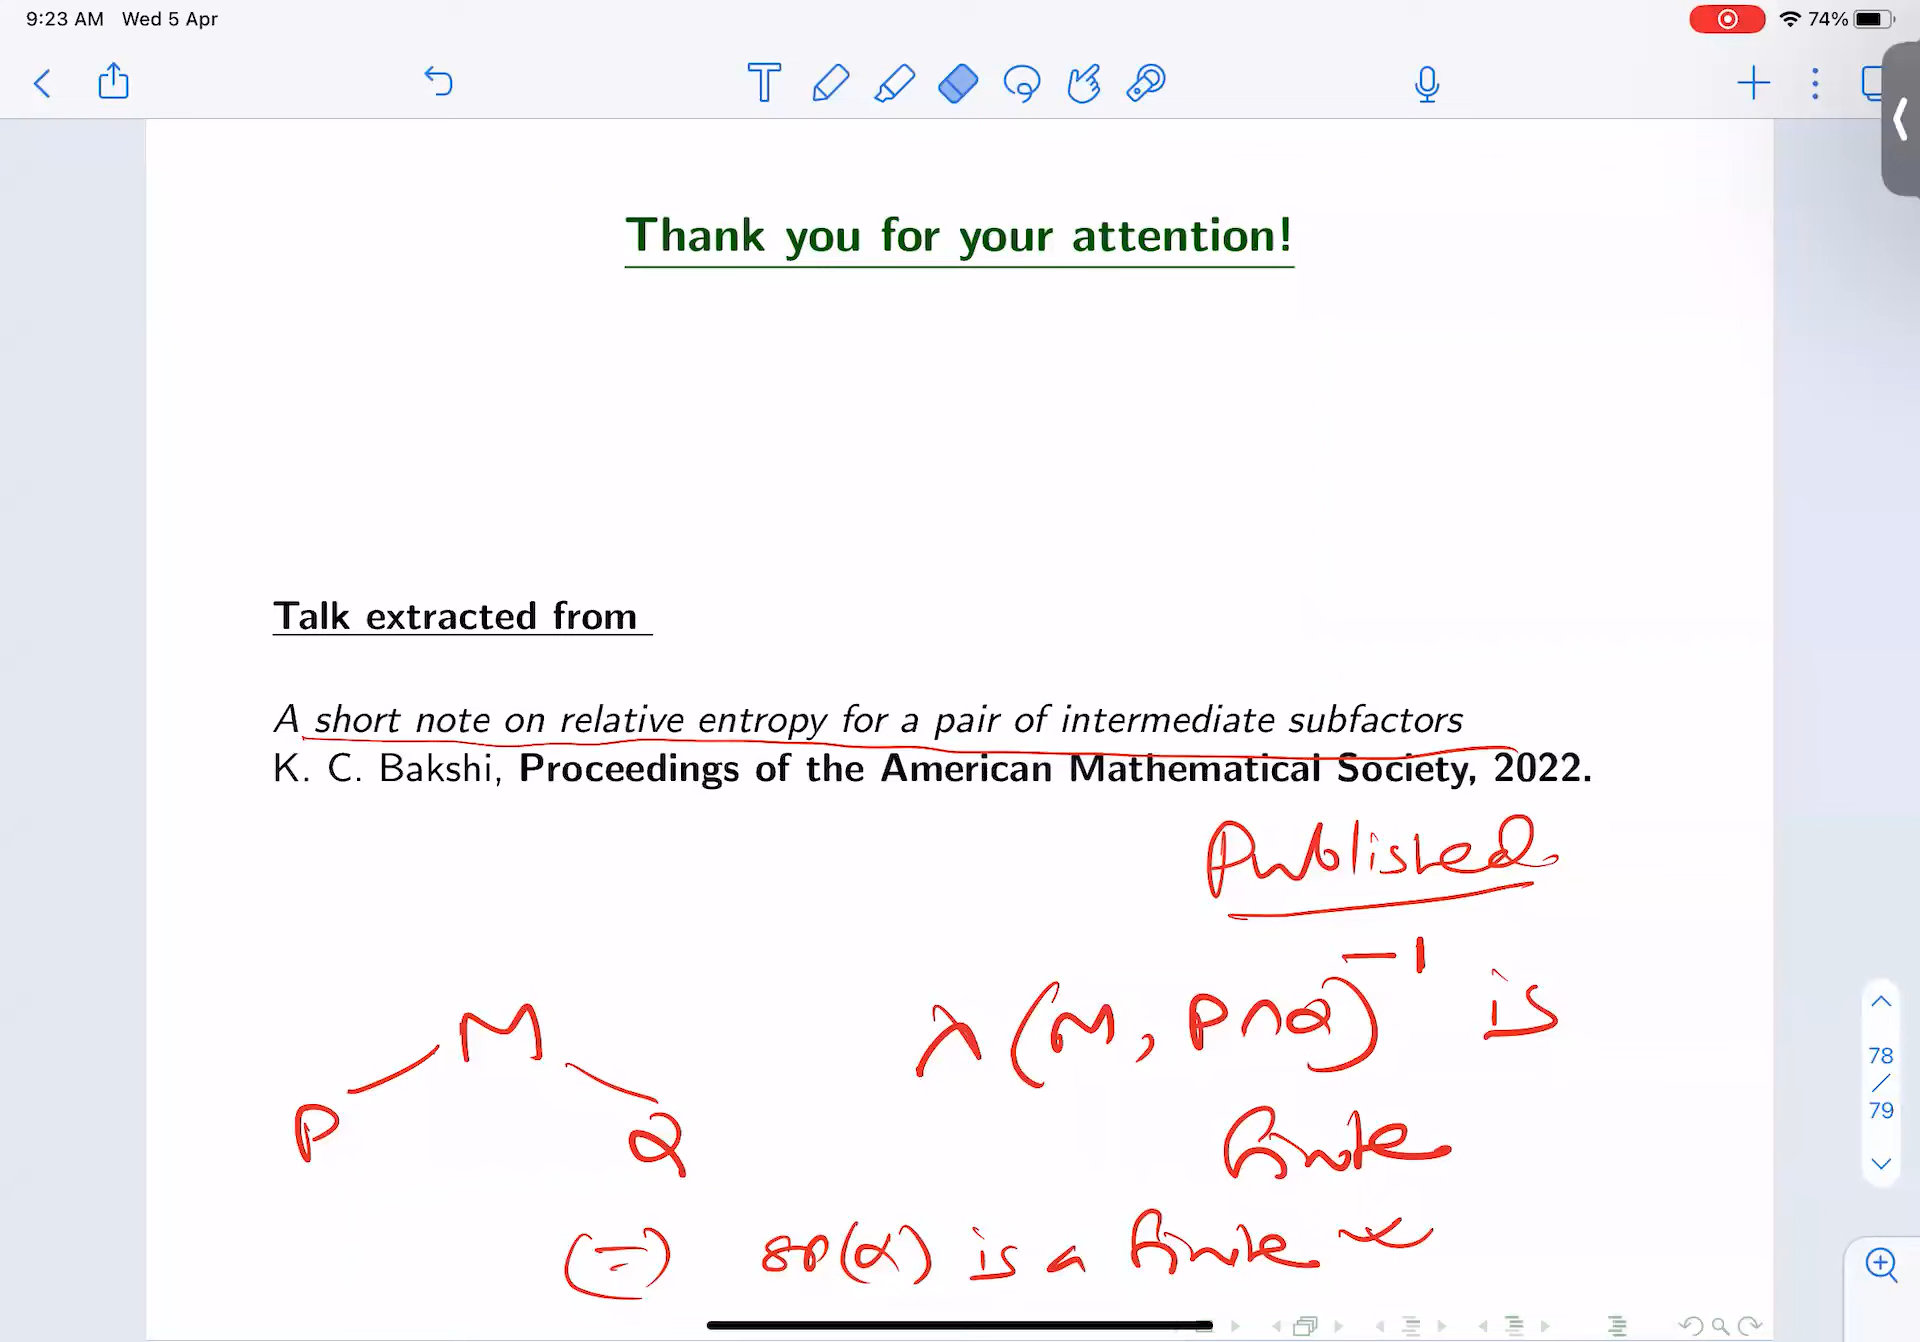 9:23 AM Wed 5 Apr
74%
Thank you for your attention!
Talk extracted from
A short note on relative entropy for a pair of intermediate subfactors
K. C. Bakshi, Proceedings of the American Mathematical Society, 2022.
Published
λ(M, P∩Q)⁻¹ is
finite
M
P Q
sp(α) is a finite
78
79